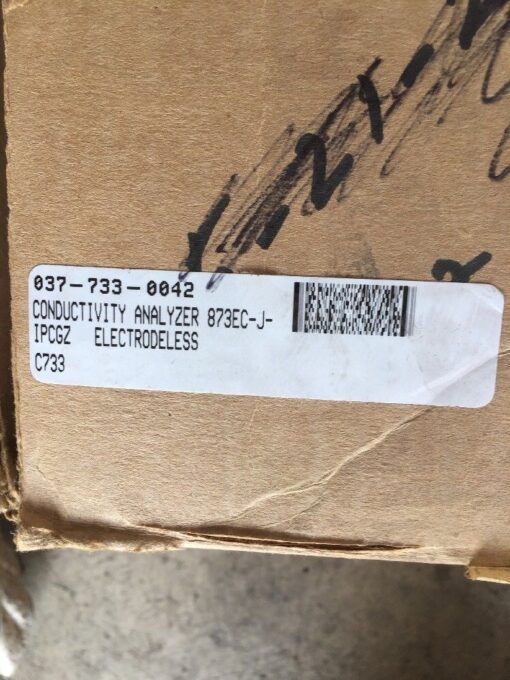 037-733-0042
CONDUCTIVITY ANALYZER 873EC-J-
IPCGZ ELECTRODELESS
C733